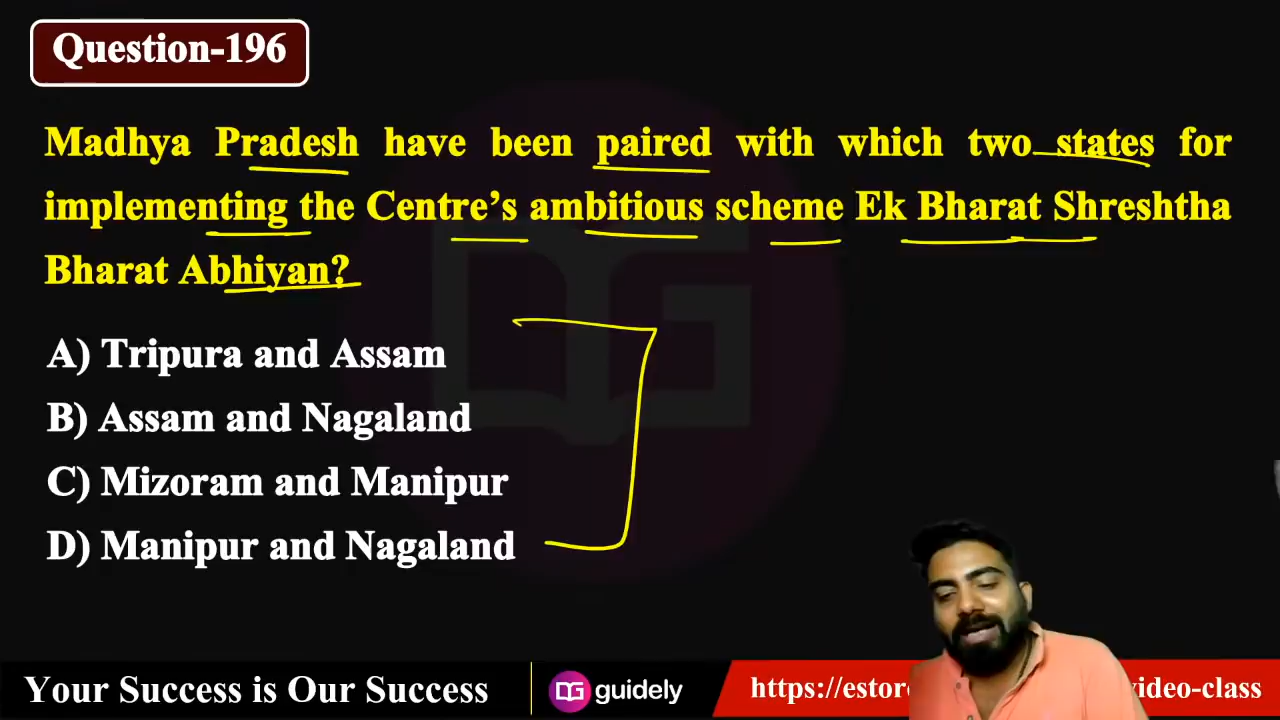 Question-196
Madhya Pradesh have been paired with which two states for
implementing the Centre's ambitious scheme Ek Bharat Shreshtha
Bharat Abhiyan?
A) Tripura and Assam
B) Assam and Nagaland
C) Mizoram and Manipur
D) Manipur and Nagaland
Your Success is Our Success
DG guidely
https://estor
video-class